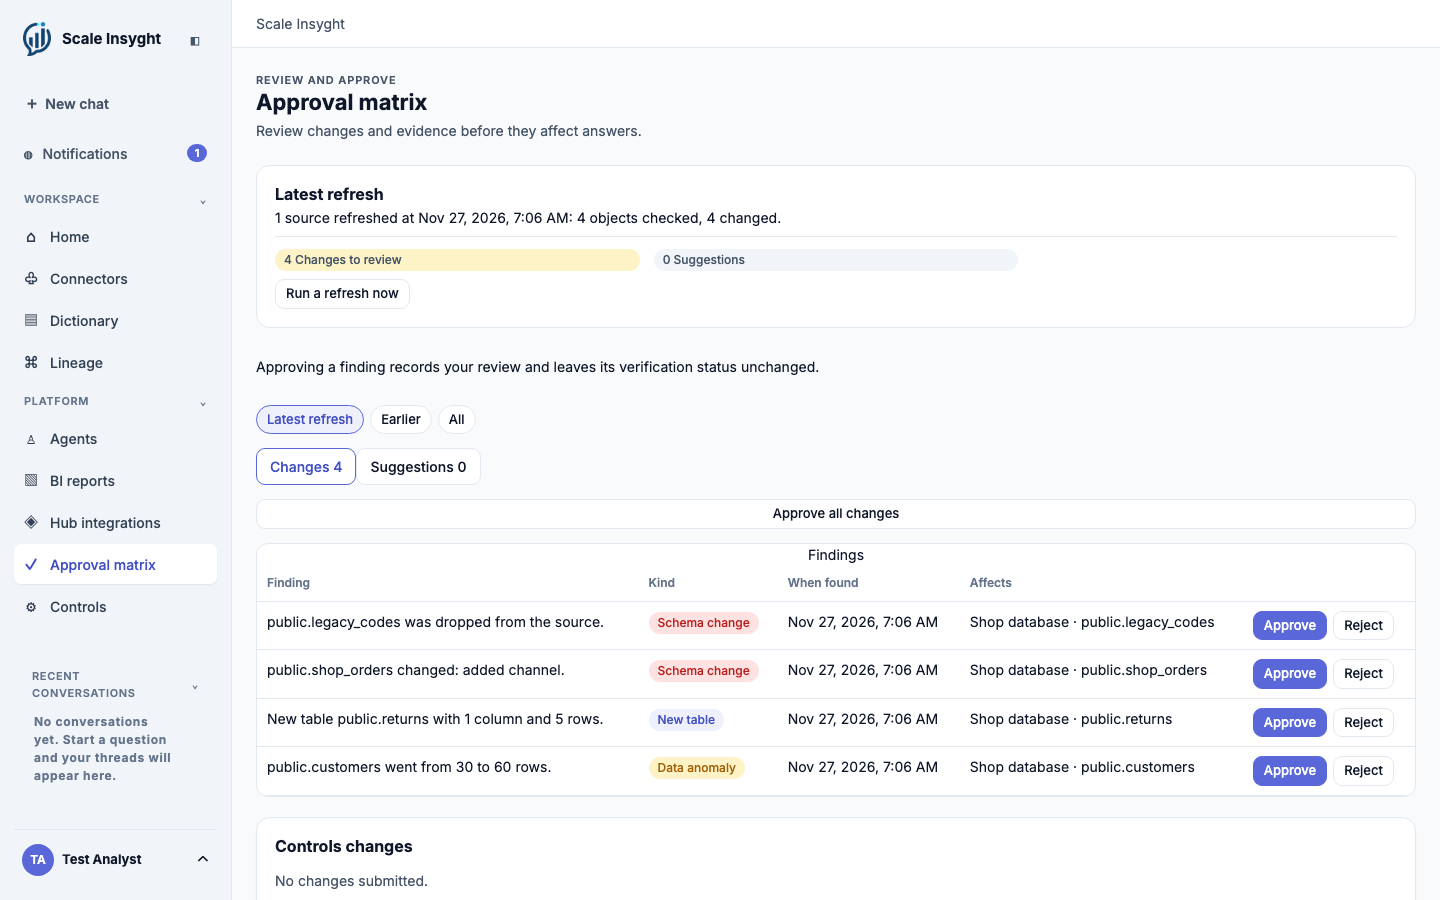 Scale Insyght
Scale Insyght
+ New chat
Notifications 1
WORKSPACE
Home
Connectors
Dictionary
Lineage
PLATFORM
Agents
BI reports
Hub integrations
Approval matrix
Controls
RECENT
CONVERSATIONS
No conversations
yet. Start a question
and your threads will
appear here.
TA Test Analyst
REVIEW AND APPROVE
Approval matrix
Review changes and evidence before they affect answers.
Latest refresh
1 source refreshed at Nov 27, 2026, 7:06 AM: 4 objects checked, 4 changed.
4 Changes to review 0 Suggestions
Run a refresh now
Approving a finding records your review and leaves its verification status unchanged.
Latest refresh Earlier All
Changes 4 Suggestions 0
Approve all changes
Findings
Finding Kind When found Affects
public.legacy_codes was dropped from the source. Schema change Nov 27, 2026, 7:06 AM Shop database · public.legacy_codes Approve Reject
public.shop_orders changed: added channel. Schema change Nov 27, 2026, 7:06 AM Shop database · public.shop_orders Approve Reject
New table public.returns with 1 column and 5 rows. New table Nov 27, 2026, 7:06 AM Shop database · public.returns Approve Reject
public.customers went from 30 to 60 rows. Data anomaly Nov 27, 2026, 7:06 AM Shop database · public.customers Approve Reject
Controls changes
No changes submitted.